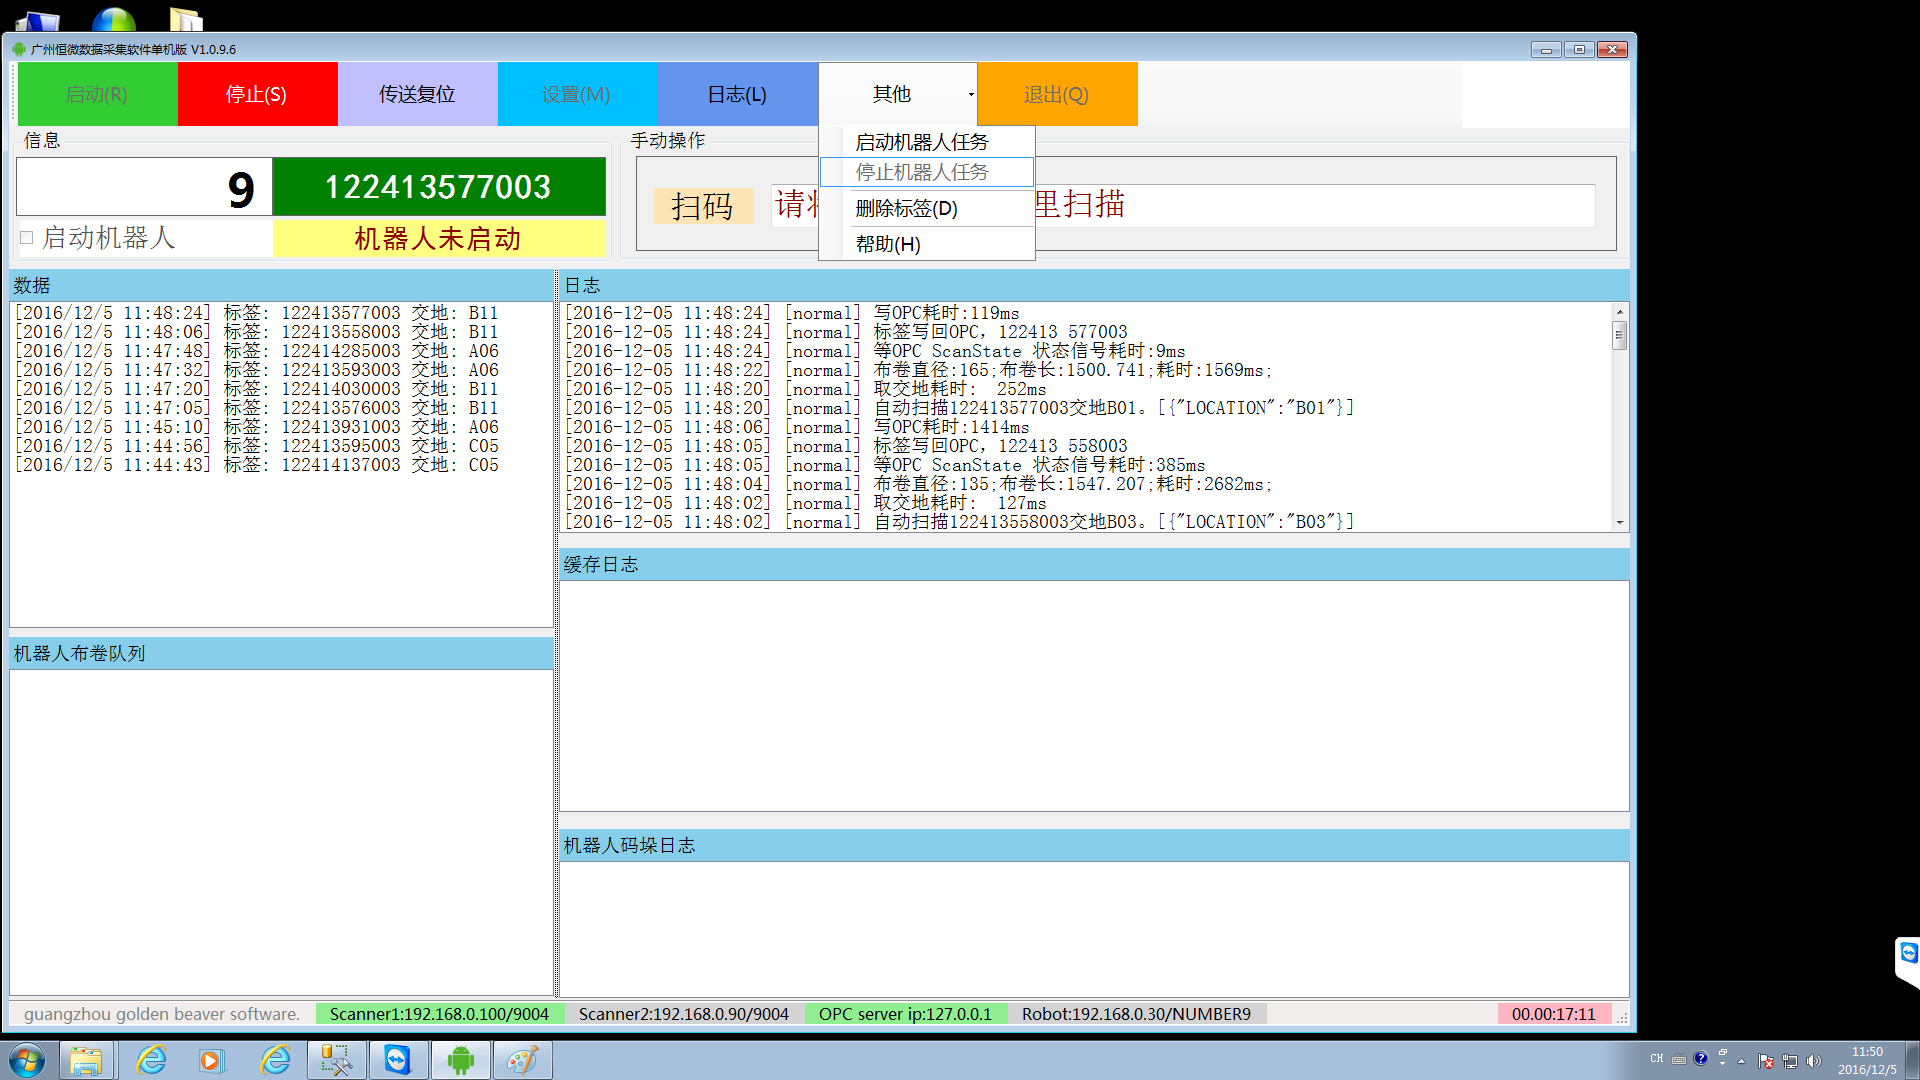 广州恒微数据采集软件单机版 V1.0.9.6
启动(R)
停止(S)
传送复位
设置(M)
日志(L)
其他
退出(Q)
启动机器人任务
停止机器人任务
删除标签(D)
帮助(H)
信息
9
122413577003
启动机器人
机器人未启动
手动操作
扫码
请将
里扫描
数据
[2016/12/5 11:48:24] 标签: 122413577003 交地: B11
[2016/12/5 11:48:06] 标签: 122413558003 交地: B11
[2016/12/5 11:47:48] 标签: 122414285003 交地: A06
[2016/12/5 11:47:32] 标签: 122413593003 交地: A06
[2016/12/5 11:47:20] 标签: 122414030003 交地: B11
[2016/12/5 11:47:05] 标签: 122413576003 交地: B11
[2016/12/5 11:45:10] 标签: 122413931003 交地: A06
[2016/12/5 11:44:56] 标签: 122413595003 交地: C05
[2016/12/5 11:44:43] 标签: 122414137003 交地: C05
日志
[2016-12-05 11:48:24] [normal] 写OPC耗时:119ms
[2016-12-05 11:48:24] [normal] 标签写回OPC，122413 577003
[2016-12-05 11:48:24] [normal] 等OPC ScanState 状态信号耗时:9ms
[2016-12-05 11:48:22] [normal] 布卷直径:165;布卷长:1500.741;耗时:1569ms;
[2016-12-05 11:48:20] [normal] 取交地耗时: 252ms
[2016-12-05 11:48:20] [normal] 自动扫描122413577003交地B01。[{"LOCATION":"B01"}]
[2016-12-05 11:48:06] [normal] 写OPC耗时:1414ms
[2016-12-05 11:48:05] [normal] 标签写回OPC，122413 558003
[2016-12-05 11:48:05] [normal] 等OPC ScanState 状态信号耗时:385ms
[2016-12-05 11:48:04] [normal] 布卷直径:135;布卷长:1547.207;耗时:2682ms;
[2016-12-05 11:48:02] [normal] 取交地耗时: 127ms
[2016-12-05 11:48:02] [normal] 自动扫描122413558003交地B03。[{"LOCATION":"B03"}]
缓存日志
机器人布卷队列
机器人码垛日志
guangzhou golden beaver software.
Scanner1:192.168.0.100/9004
Scanner2:192.168.0.90/9004
OPC server ip:127.0.0.1
Robot:192.168.0.30/NUMBER9
00.00:17:11
CH
11:50
2016/12/5